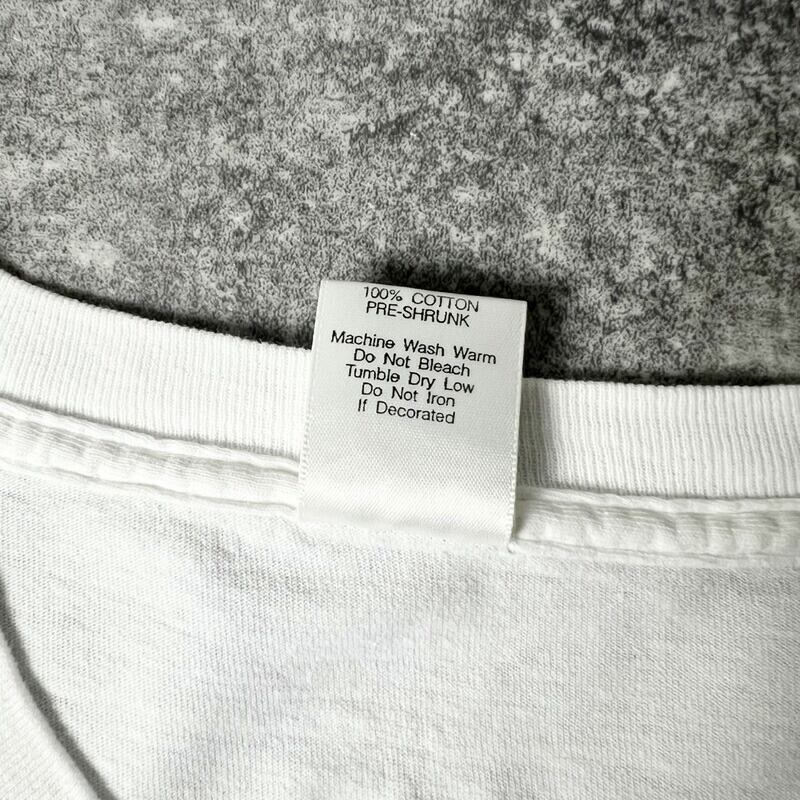 100% COTTON
PRE-SHRUNK
Machine Wash Warm
Do Not Bleach
Tumble Dry Low
Do Not Iron
If Decorated